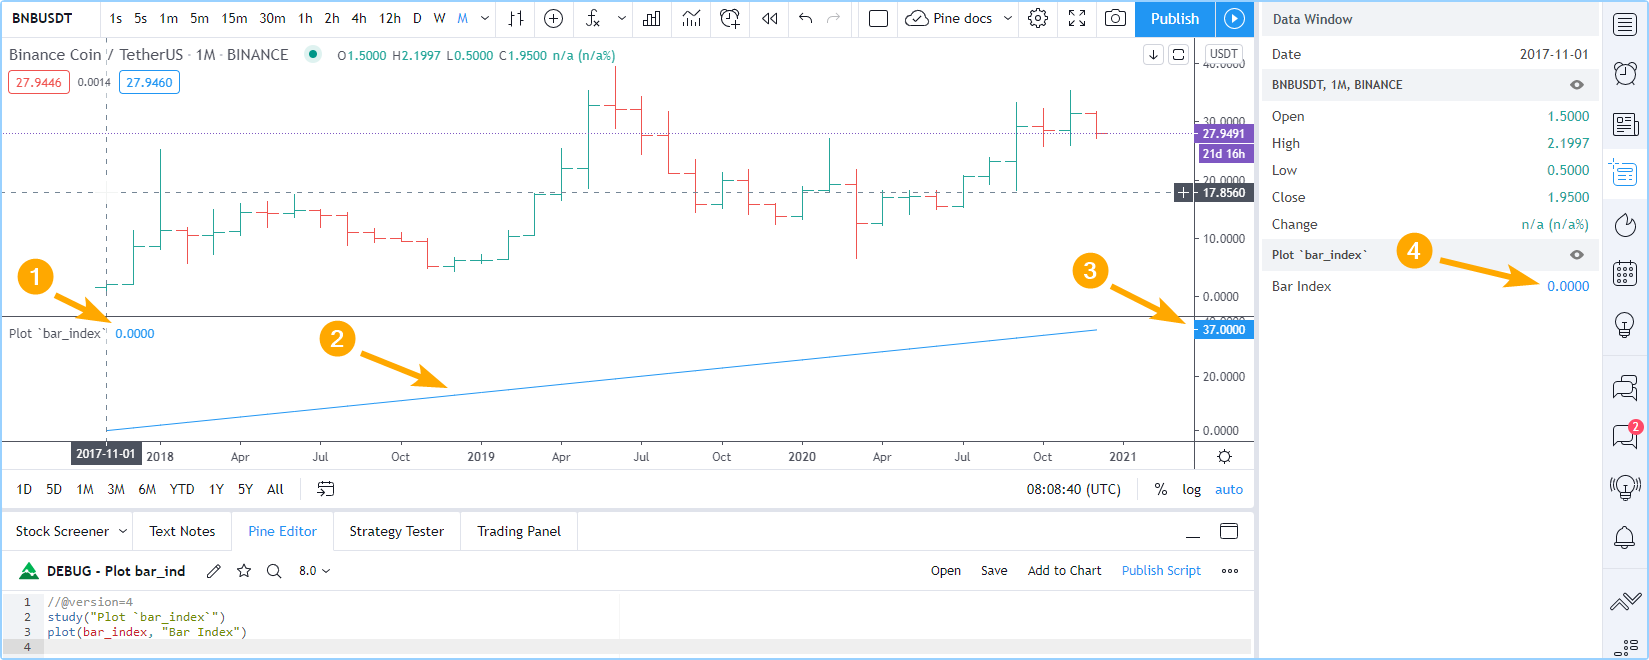 BNBUSDT 1s 5s 1m 5m 15m 30m 1h 2h 4h 12h D W M Pine docs Publish
Binance Coin / TetherUS · 1M · BINANCE O1.5000 H2.1997 L0.5000 C1.9500 n/a (n/a%)
27.9446 0.0014 27.9460
USDT
40.0000
30.0000
27.9491
21d 16h
20.0000
17.8560
10.0000
0.0000
1
2
3
Plot `bar_index` 0.0000
40.0000
37.0000
20.0000
0.0000
2017-11-01 2018 Apr Jul Oct 2019 Apr Jul Oct 2020 Apr Jul Oct 2021
1D 5D 1M 3M 6M YTD 1Y 5Y All 08:08:40 (UTC) % log auto
Stock Screener Text Notes Pine Editor Strategy Tester Trading Panel
DEBUG - Plot bar_ind 8.0 Open Save Add to Chart Publish Script
1 //@version=4
2 study("Plot `bar_index`")
3 plot(bar_index, "Bar Index")
4
Data Window
Date 2017-11-01
BNBUSDT, 1M, BINANCE
Open 1.5000
High 2.1997
Low 0.5000
Close 1.9500
Change n/a (n/a%)
Plot `bar_index` 4
Bar Index 0.0000
2